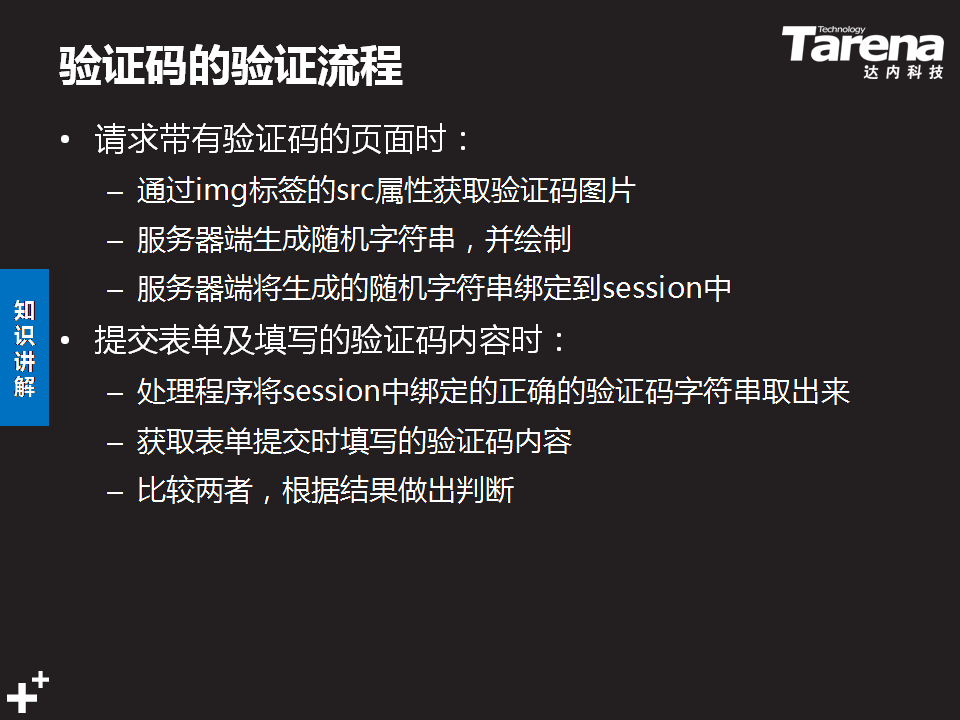 验证码的验证流程
Technology
Tarena
达内科技
• 请求带有验证码的页面时：
– 通过img标签的src属性获取验证码图片
– 服务器端生成随机字符串，并绘制
– 服务器端将生成的随机字符串绑定到session中
知识讲解
• 提交表单及填写的验证码内容时：
– 处理程序将session中绑定的正确的验证码字符串取出来
– 获取表单提交时填写的验证码内容
– 比较两者，根据结果做出判断